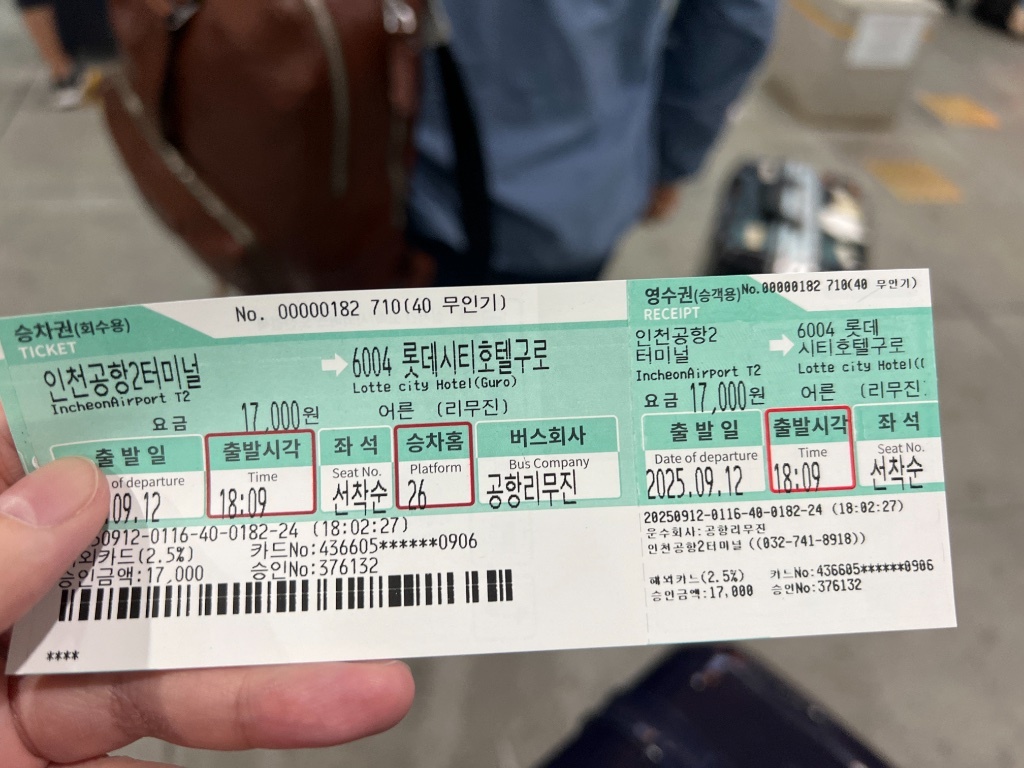 승차권(회수용)
TICKET
No. 00000182 710(40 무인기)
인천공항2터미널
IncheonAirport T2
6004 롯데시티호텔구로
Lotte city Hotel(Guro)
요금 17,000원 어른 (리무진)
출발일 출발시각 좌석 승차홈 버스회사
of departure Time Seat No. Platform Bus Company
.09.12 18:09 선착순 26 공항리무진
50912-0116-40-0182-24 (18:02:27)
외카드(2.5%) 카드No:436605******0906
승인금액:17,000 승인No:376132
****
영수권(승객용) No.00000182 710(40 무인기)
RECEIPT
인천공항2
터미널
IncheonAirport T2
6004 롯데
시티호텔구로
Lotte city Hotel(
요금 17,000원 어른 (리무진)
출발일 출발시각 좌석
Date of departure Time Seat No.
2025.09.12 18:09 선착순
20250912-0116-40-0182-24 (18:02:27)
운수회사:공항리무진
인천공항2터미널 ((032-741-8918))
해외카드(2.5%) 카드No:436605******0906
승인금액:17,000 승인No:376132